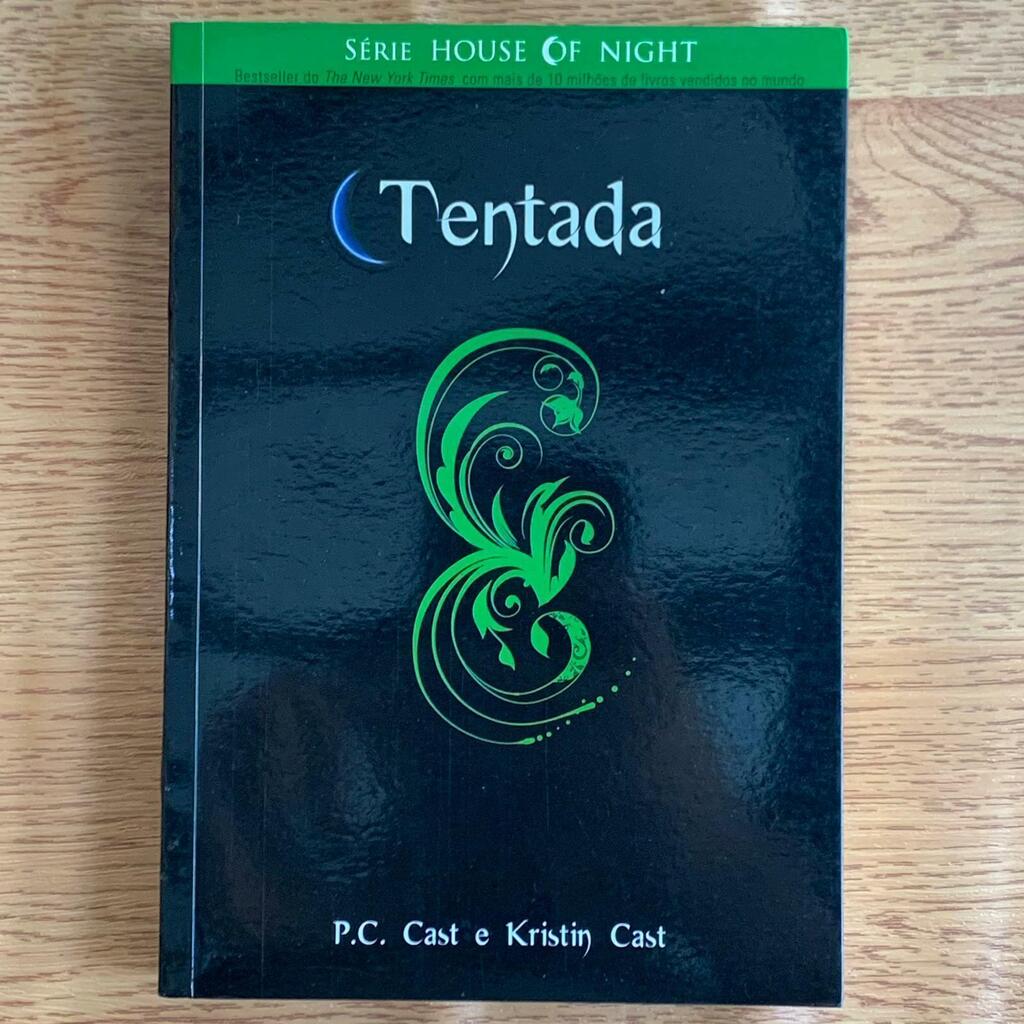 SÉRIE HOUSE OF NIGHT
Bestseller do The New York Times com mais de 10 milhões de livros vendidos no mundo
Tentada
P.C. Cast e Kristin Cast